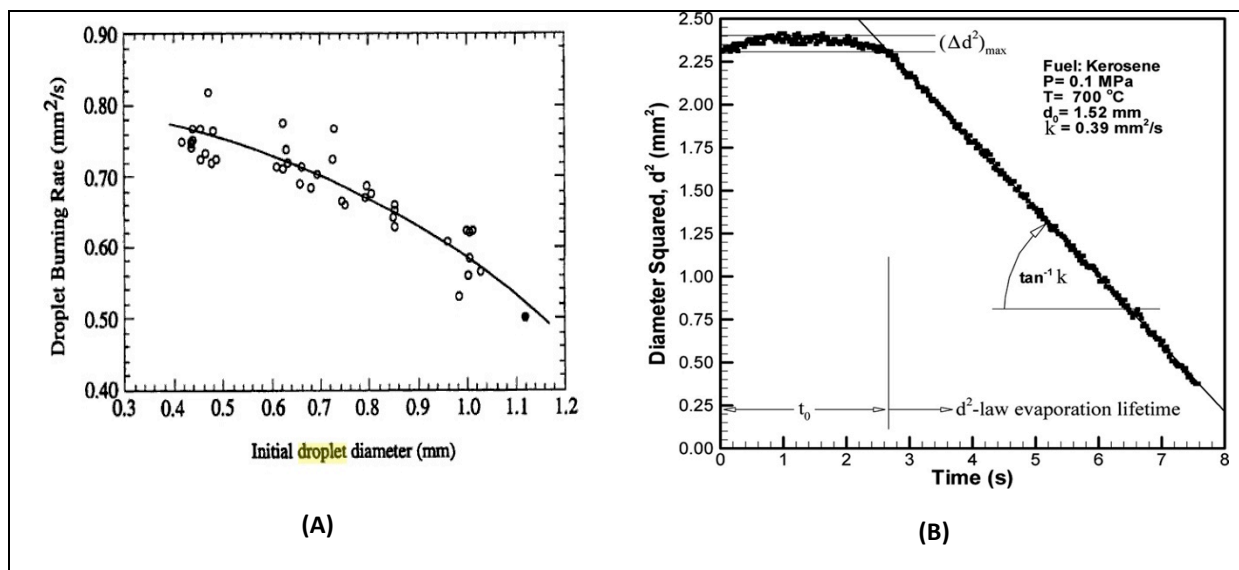 0.90
0.80
0.70
0.60
0.50
0.40
Droplet Burning Rate (mm²/s)
0.3 0.4 0.5 0.6 0.7 0.8 0.9 1.0 1.1 1.2
Initial droplet diameter (mm)
(A)
2.50
2.25
2.00
1.75
1.50
1.25
1.00
0.75
0.50
0.25
0.00
Diameter Squared, d² (mm²)
(Δd²)max
Fuel: Kerosene
P= 0.1 MPa
T= 700 °C
d₀= 1.52 mm
k = 0.39 mm²/s
tan⁻¹ k
t₀
d²-law evaporation lifetime
0 1 2 3 4 5 6 7 8
Time (s)
(B)